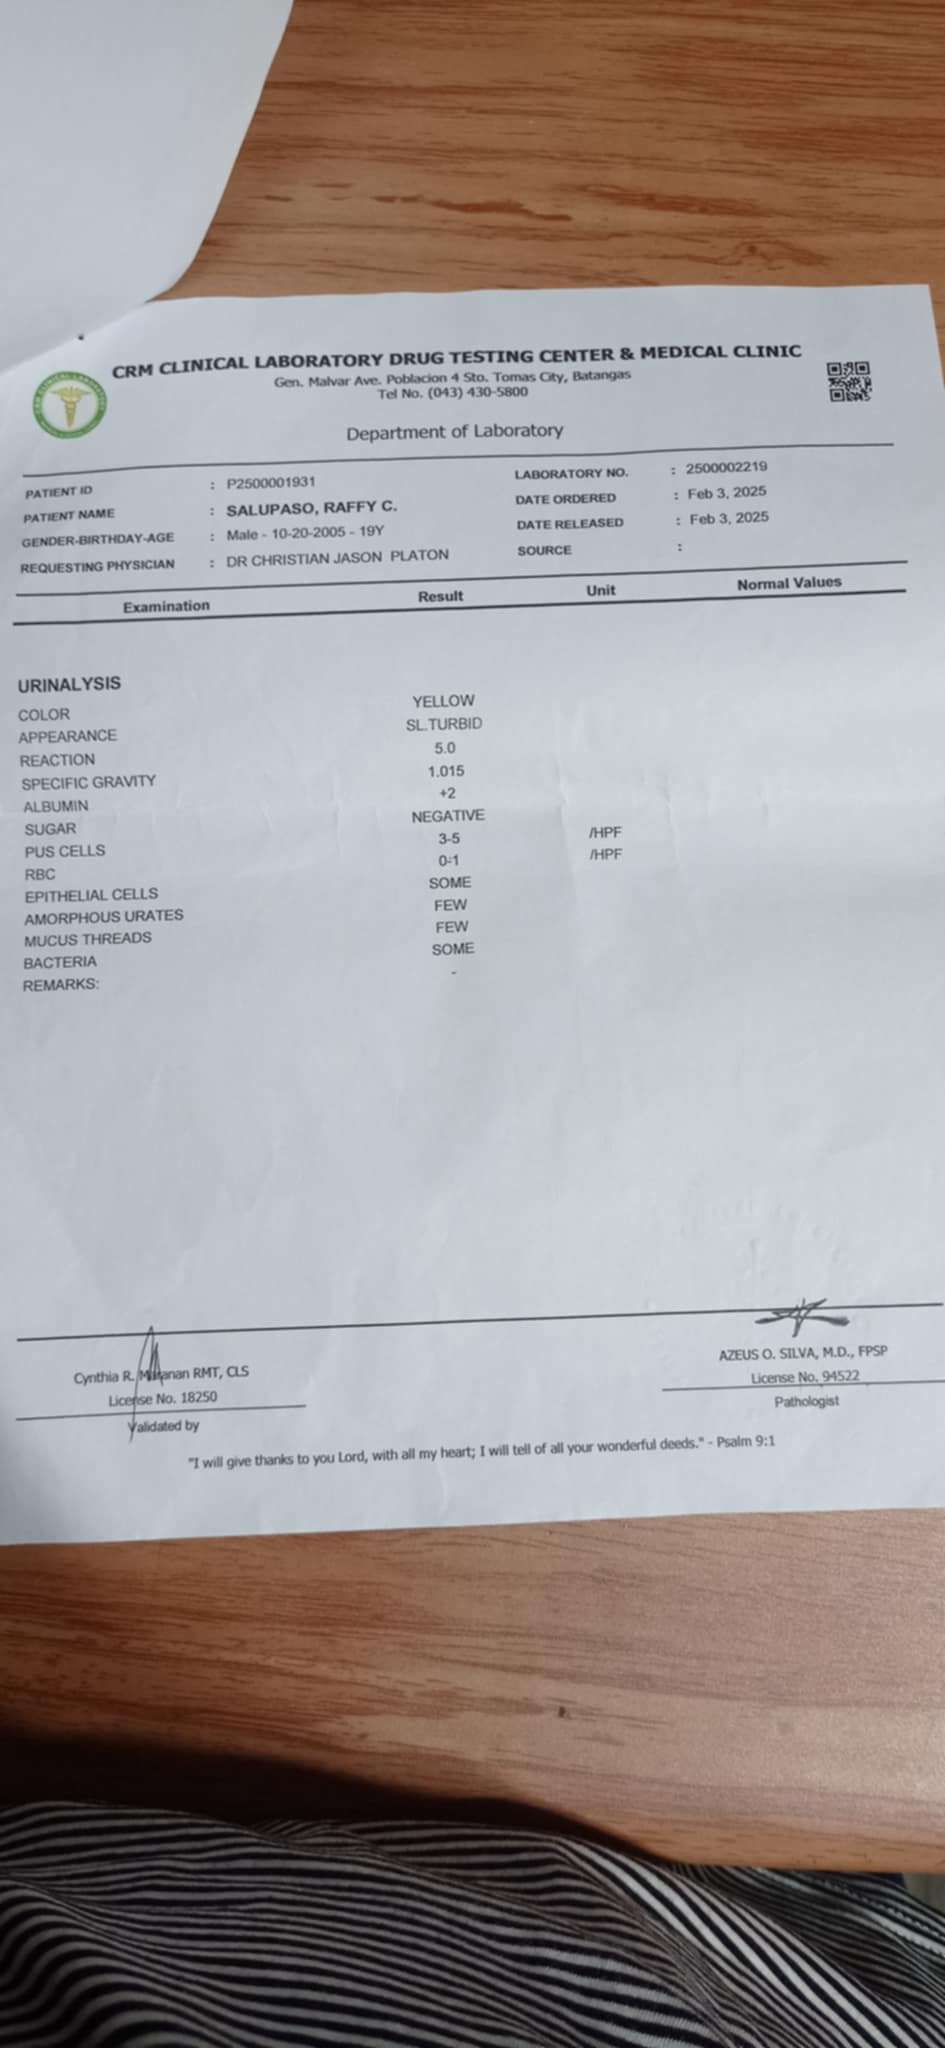 CRM CLINICAL LABORATORY DRUG TESTING CENTER & MEDICAL CLINIC
Gen. Malvar Ave. Poblacion 4 Sto. Tomas City, Batangas
Tel No. (043) 430-5800
Department of Laboratory
PATIENT ID : P2500001931 LABORATORY NO. : 2500002219
PATIENT NAME : SALUPASO, RAFFY C. DATE ORDERED : Feb 3, 2025
GENDER-BIRTHDAY-AGE : Male - 10-20-2005 - 19Y DATE RELEASED : Feb 3, 2025
REQUESTING PHYSICIAN : DR CHRISTIAN JASON PLATON SOURCE :
Examination Result Unit Normal Values
URINALYSIS
COLOR YELLOW
APPEARANCE SL.TURBID
REACTION 5.0
SPECIFIC GRAVITY 1.015
ALBUMIN +2
SUGAR NEGATIVE
PUS CELLS 3-5 /HPF
RBC 0-1 /HPF
EPITHELIAL CELLS SOME
AMORPHOUS URATES FEW
MUCUS THREADS FEW
BACTERIA SOME
REMARKS: -
Cynthia R. Maranan RMT, CLS
License No. 18250
Validated by
AZEUS O. SILVA, M.D., FPSP
License No. 94522
Pathologist
"I will give thanks to you Lord, with all my heart; I will tell of all your wonderful deeds." - Psalm 9:1